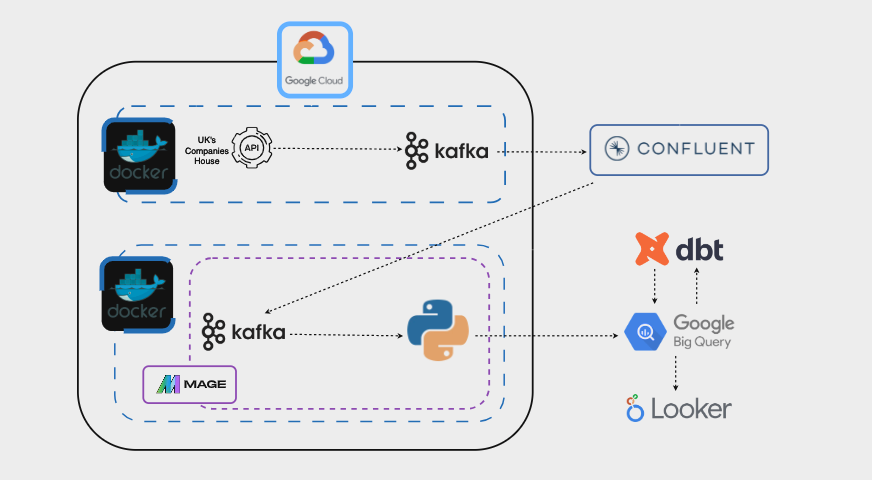 Google Cloud
docker
UK's
Companies
House
API
kafka
CONFLUENT
dbt
docker
kafka
Google
Big Query
MAGE
Looker